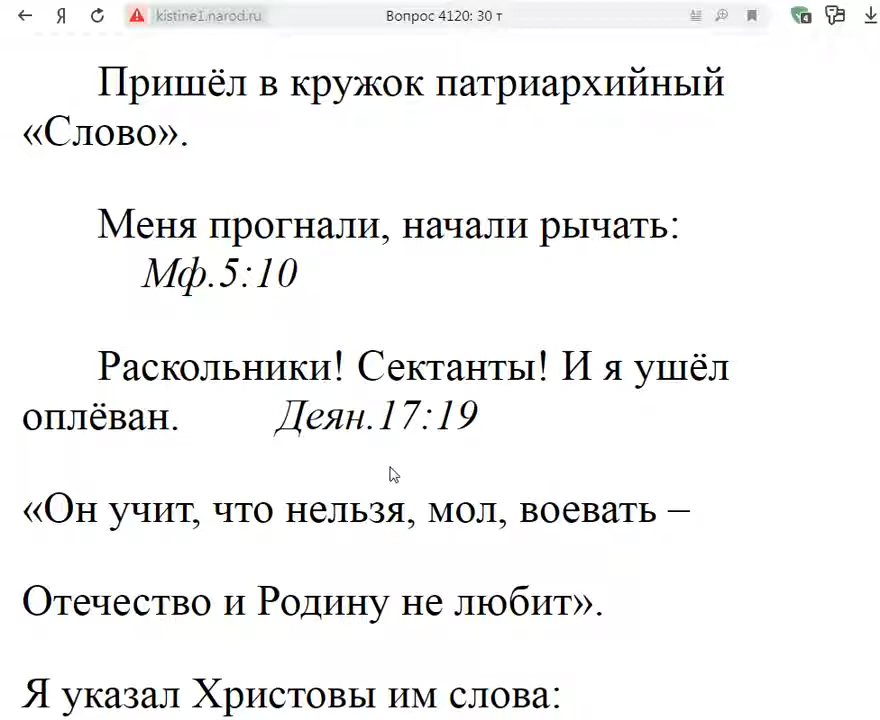 kistine1.narod.ru
Вопрос 4120: 30 т
4
Пришёл в кружок патриархийный
«Слово».
Меня прогнали, начали рычать:
Мф.5:10
Раскольники! Сектанты! И я ушёл
оплёван. Деян.17:19
«Он учит, что нельзя, мол, воевать –
Отечество и Родину не любит».
Я указал Христовы им слова: